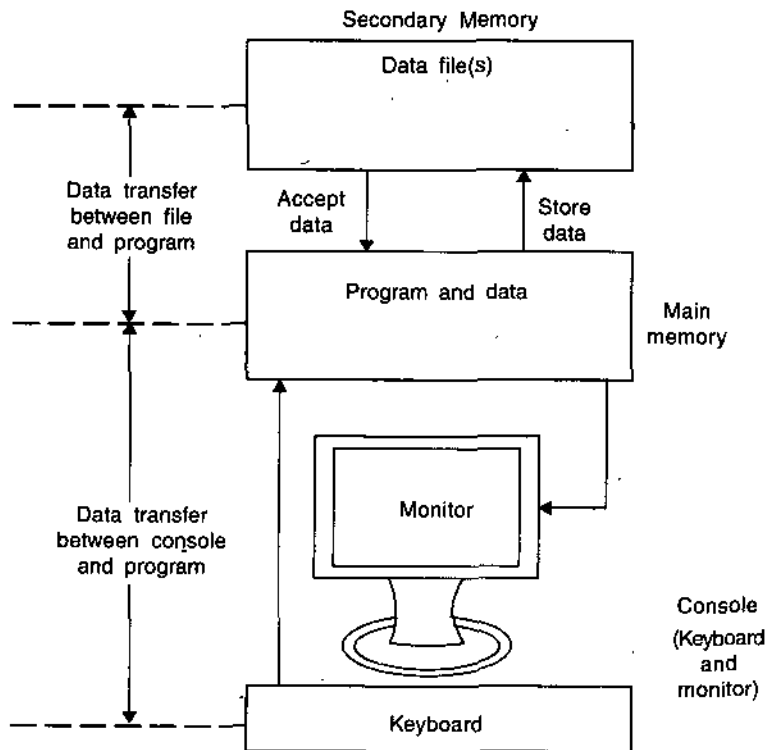 Secondary Memory
Data file(s)
Data transfer
between file
and program
Accept
data
Store
data
Program and data
Main
memory
Monitor
Data transfer
between console
and program
Console
(Keyboard
and
monitor)
Keyboard